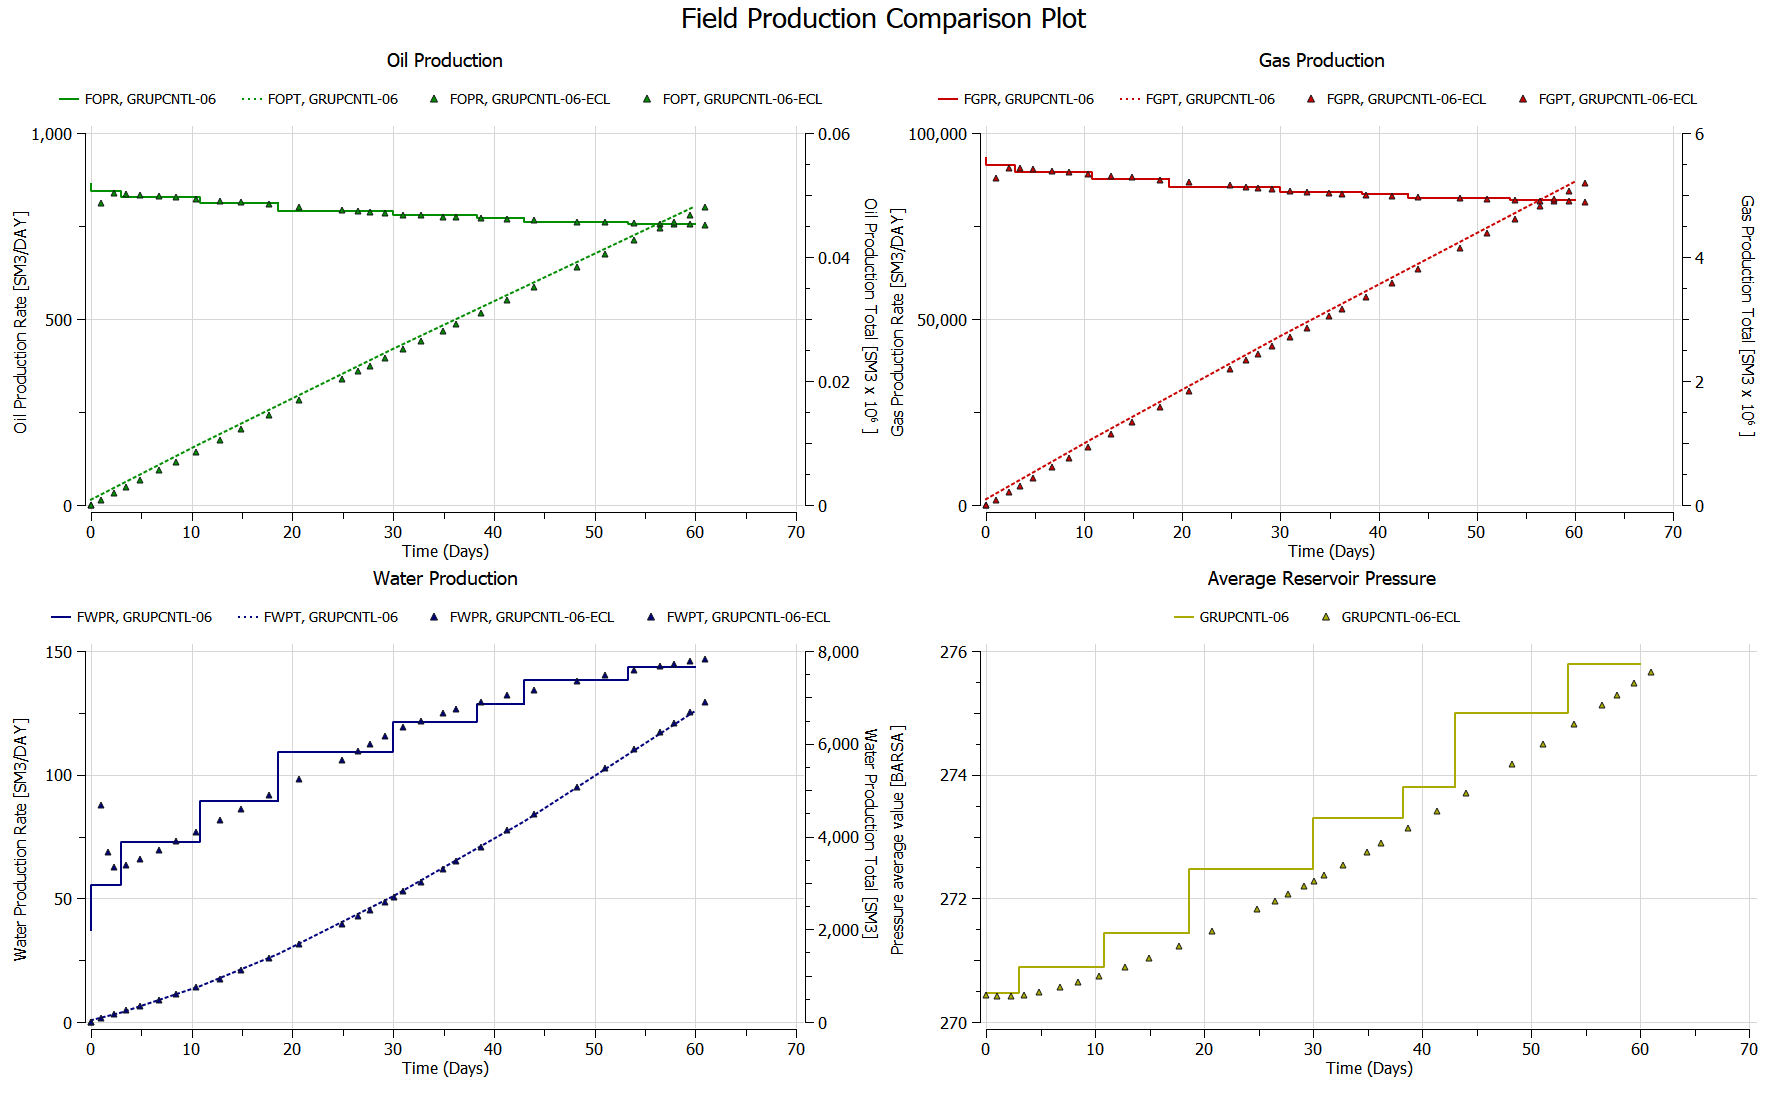 Field Production Comparison Plot
Oil Production
FOPR, GRUPCNTL-06
FOPT, GRUPCNTL-06
FOPR, GRUPCNTL-06-ECL
FOPT, GRUPCNTL-06-ECL
1,000
500
0
Oil Production Rate [SM3/DAY]
0.06
0.04
0.02
0
Oil Production Total [SM3 x 10⁶ ]
0 10 20 30 40 50 60 70
Time (Days)
Gas Production
FGPR, GRUPCNTL-06
FGPT, GRUPCNTL-06
FGPR, GRUPCNTL-06-ECL
FGPT, GRUPCNTL-06-ECL
100,000
50,000
0
Gas Production Rate [SM3/DAY]
6
4
2
0
Gas Production Total [SM3 x 10⁶ ]
0 10 20 30 40 50 60 70
Time (Days)
Water Production
FWPR, GRUPCNTL-06
FWPT, GRUPCNTL-06
FWPR, GRUPCNTL-06-ECL
FWPT, GRUPCNTL-06-ECL
150
100
50
0
Water Production Rate [SM3/DAY]
8,000
6,000
4,000
2,000
0
Water Production Total [SM3]
0 10 20 30 40 50 60 70
Time (Days)
Average Reservoir Pressure
GRUPCNTL-06
GRUPCNTL-06-ECL
276
274
272
270
Pressure average value [BARSA]
0 10 20 30 40 50 60 70
Time (Days)